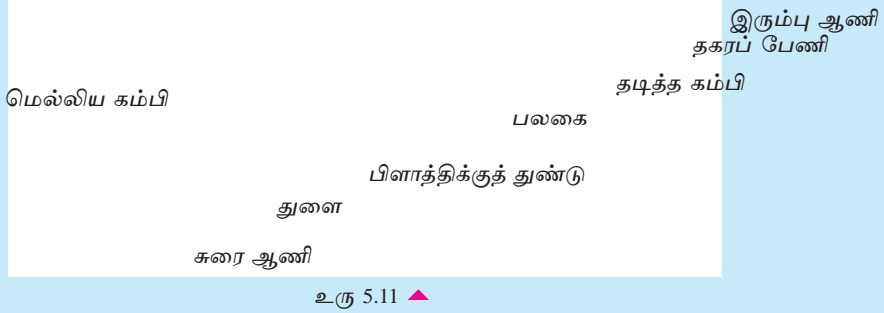 இரும்பு ஆணி
தகரப் பேணி
தடித்த கம்பி
மெல்லிய கம்பி
பலகை
பிளாத்திக்குத் துண்டு
துளை
சுரை ஆணி
உரு 5.11